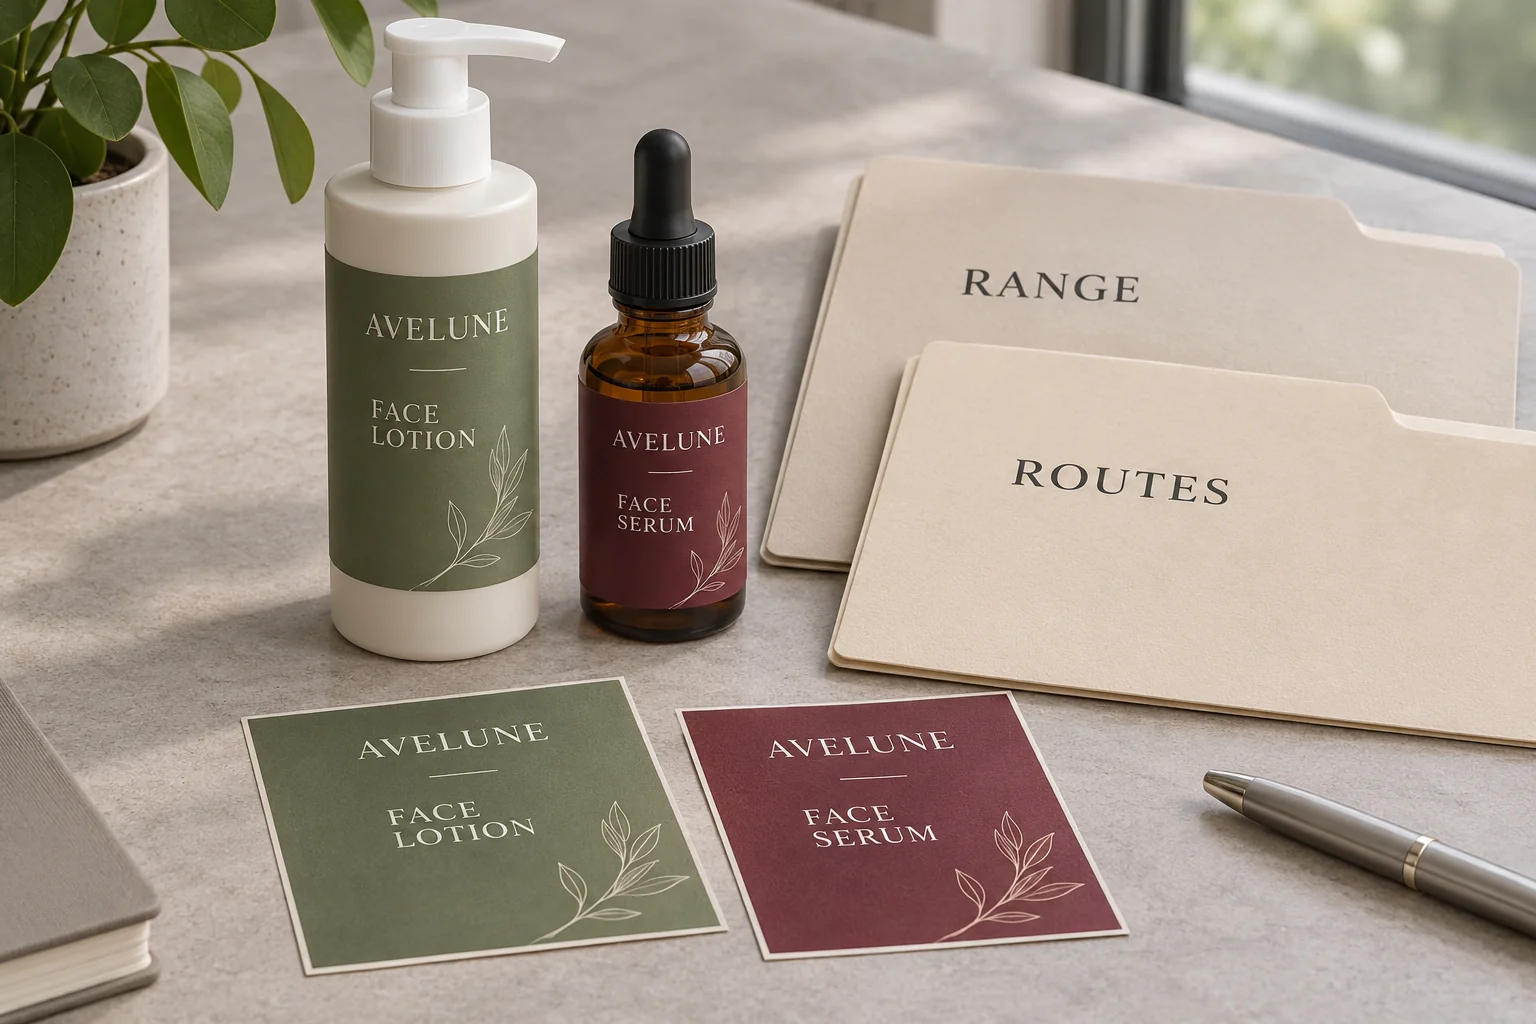 AVELUNE
FACE
LOTION
AVELUNE
FACE
SERUM
RANGE
ROUTES
AVELUNE
FACE
LOTION
AVELUNE
FACE
SERUM